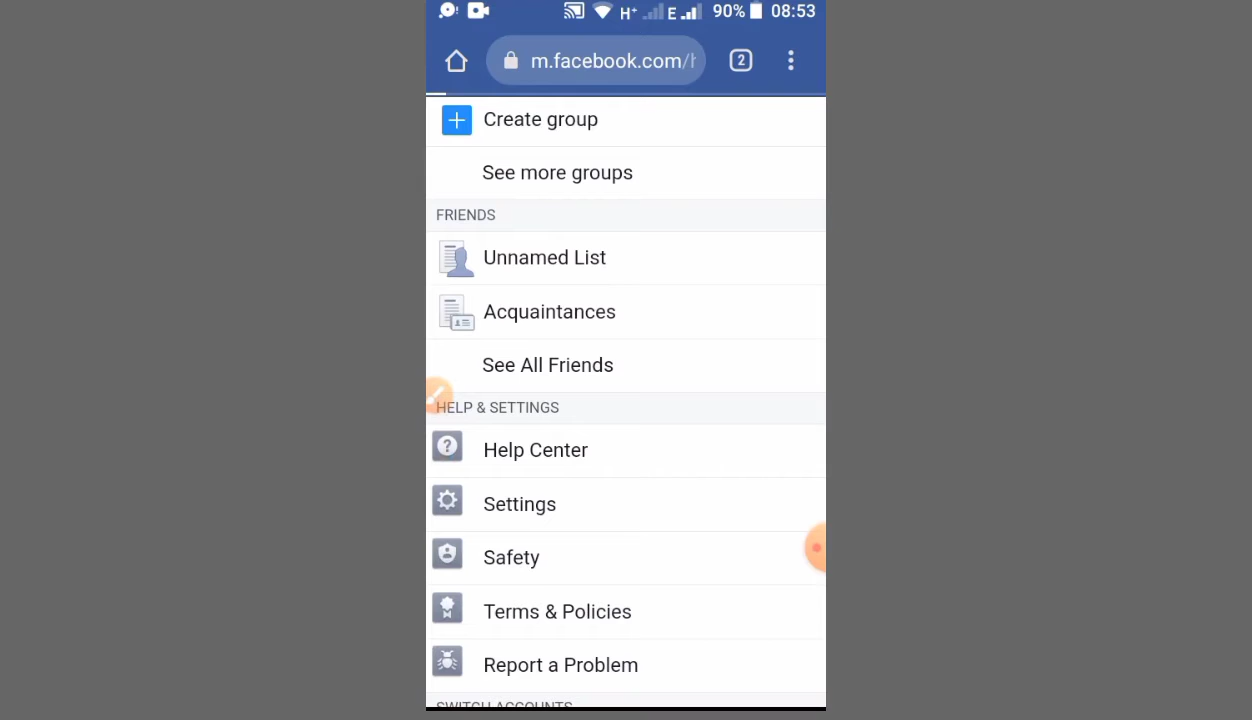 H+ E 90% 08:53
m.facebook.com/h 2
Create group
See more groups
FRIENDS
Unnamed List
Acquaintances
See All Friends
HELP & SETTINGS
Help Center
Settings
Safety
Terms & Policies
Report a Problem
SWITCH ACCOUNTS